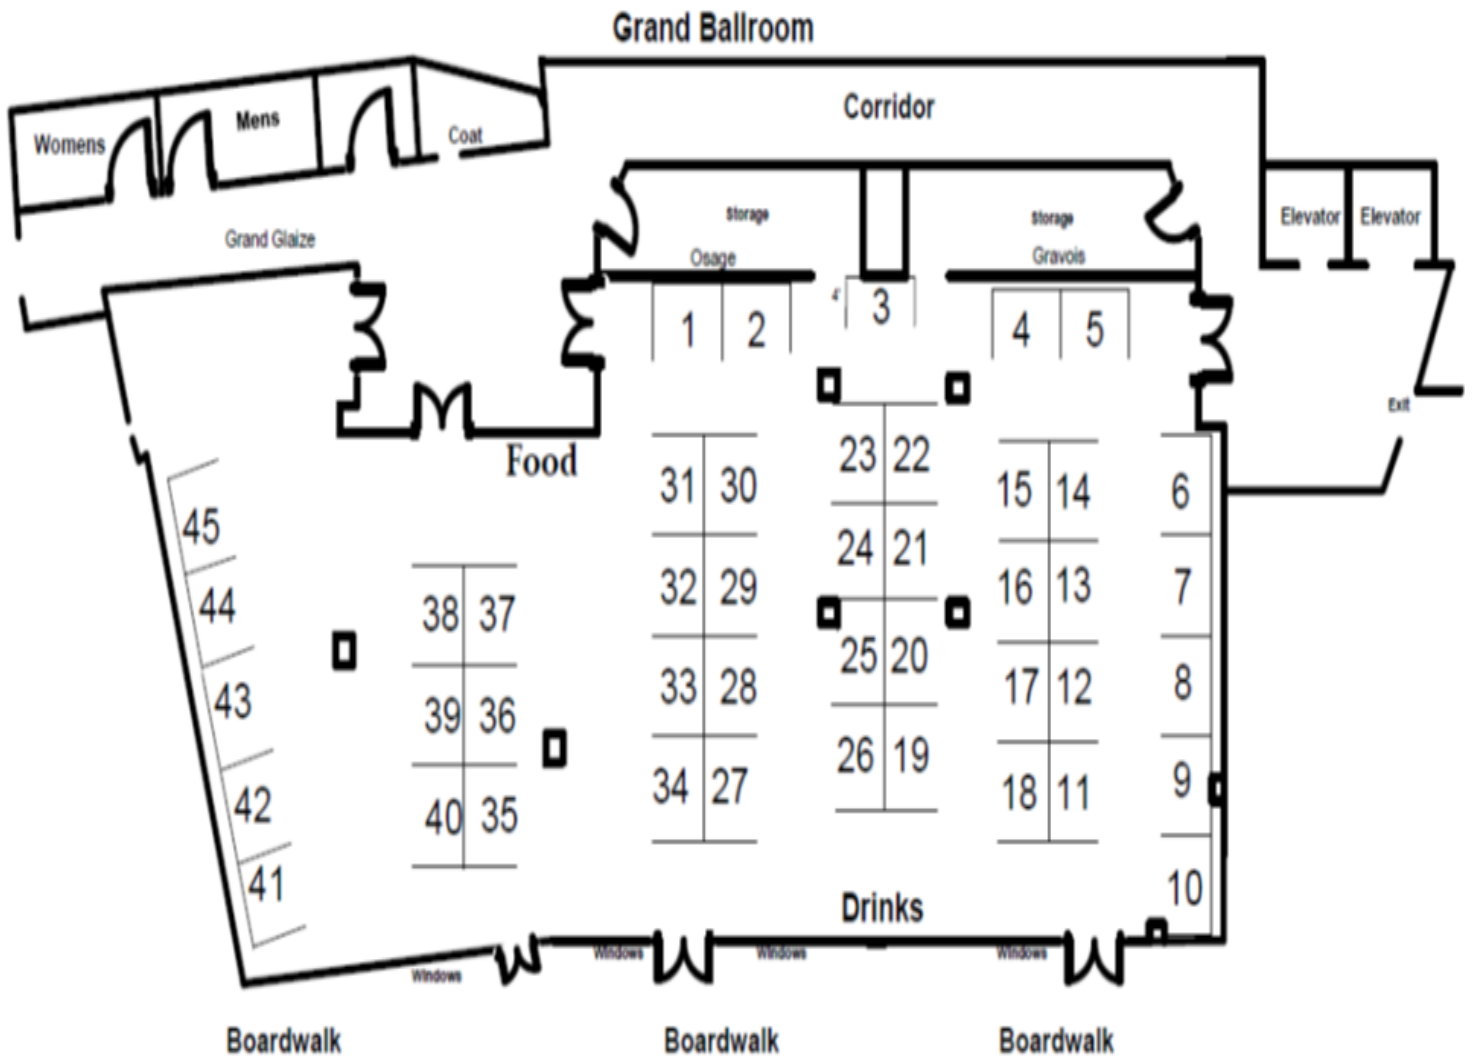 Grand Ballroom
Corridor
Womens
Mens
Coat
Storage
Storage
Elevator
Elevator
Grand Glaize
Osage
Gravois
4'
1 2
3
4 5
Exit
Food
23 22
31 30
15 14
6
45
24 21
32 29
16 13
7
44
38 37
25 20
33 28
17 12
8
43
39 36
26 19
34 27
18 11
9
42
40 35
41
10
Drinks
Windows
Windows
Windows
Windows
Boardwalk
Boardwalk
Boardwalk